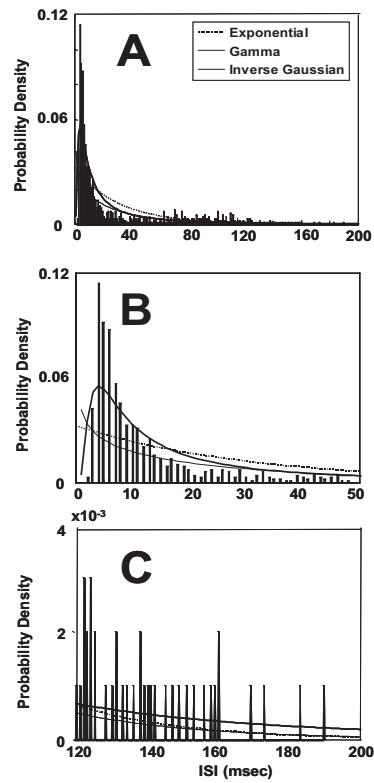 0.12
Probability Density
0.06
0
A
Exponential
Gamma
Inverse Gaussian
0 40 80 120 160 200
0.12
Probability Density
0.06
0
B
0 10 20 30 40 50
x10-3
4
Probability Density
2
0
C
120 140 160 180 200
ISI (msec)